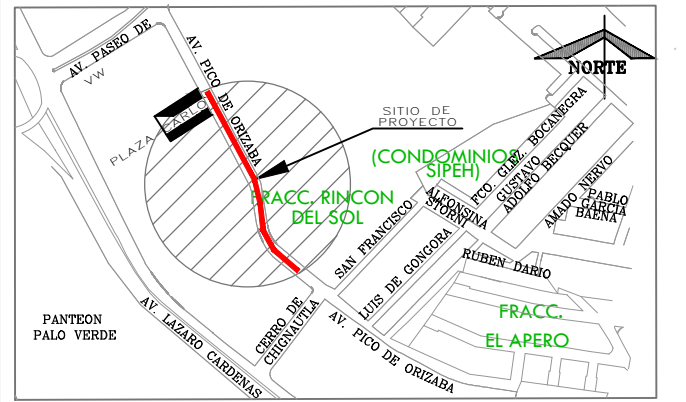 AV. PASEO DE
VW
AV. PICO DE ORIZABA
PLAZA CARLO
SITIO DE
PROYECTO
NORTE
(CONDOMINIOS
SIPEH)
FCO. GLEZ. BOCANEGRA
GUSTAVO
ADOLFO BECQUER
AMADO NERVO
PABLO
GARCIA
BAENA
FRACC. RINCON
DEL SOL
ALFONSINA
STORNI
SAN FRANCISCO
LUIS DE GONGORA
RUBEN DARIO
PANTEON
PALO VERDE
AV. LAZARO CARDENAS
CERRO DE
CHIGNAUTLA
AV. PICO DE ORIZABA
FRACC.
EL APERO